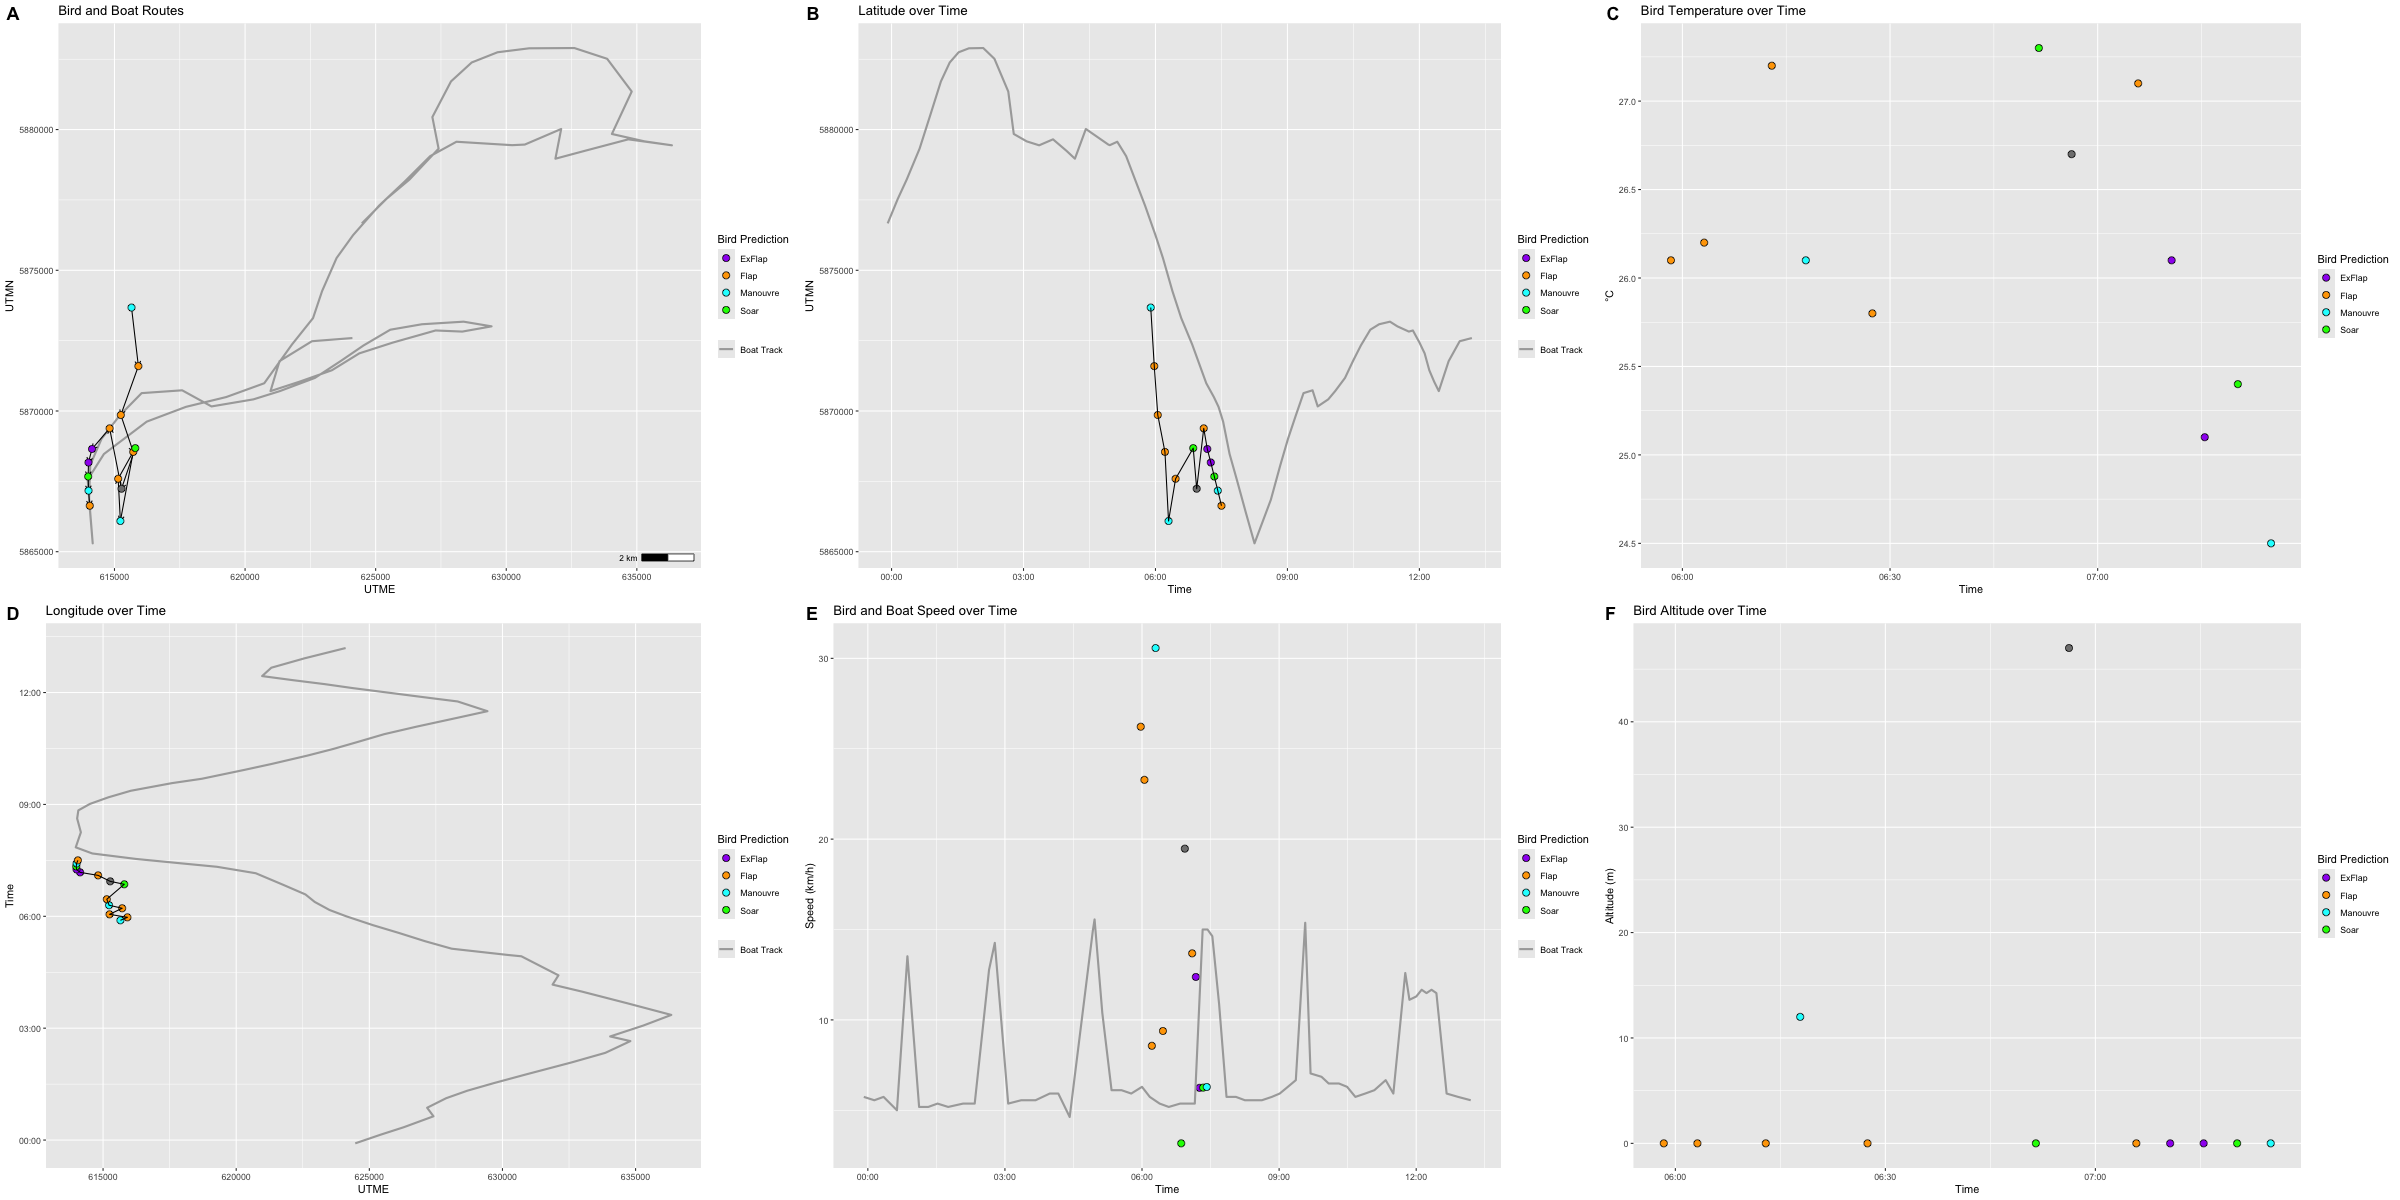 A Bird and Boat Routes
5880000
5875000
5870000
5865000
UTMN
615000 620000 625000 630000 635000
UTME
2 km
Bird Prediction
ExFlap
Flap
Manouvre
Soar
Boat Track
B Latitude over Time
5880000
5875000
5870000
5865000
UTMN
00:00 03:00 06:00 09:00 12:00
Time
Bird Prediction
ExFlap
Flap
Manouvre
Soar
Boat Track
C Bird Temperature over Time
27.0
26.5
26.0
25.5
25.0
24.5
°C
06:00 06:30 07:00
Time
Bird Prediction
ExFlap
Flap
Manouvre
Soar
D Longitude over Time
12:00
09:00
06:00
03:00
00:00
Time
615000 620000 625000 630000 635000
UTME
Bird Prediction
ExFlap
Flap
Manouvre
Soar
Boat Track
E Bird and Boat Speed over Time
30
20
10
Speed (km/h)
00:00 03:00 06:00 09:00 12:00
Time
Bird Prediction
ExFlap
Flap
Manouvre
Soar
Boat Track
F Bird Altitude over Time
40
30
20
10
0
Altitude (m)
06:00 06:30 07:00
Time
Bird Prediction
ExFlap
Flap
Manouvre
Soar